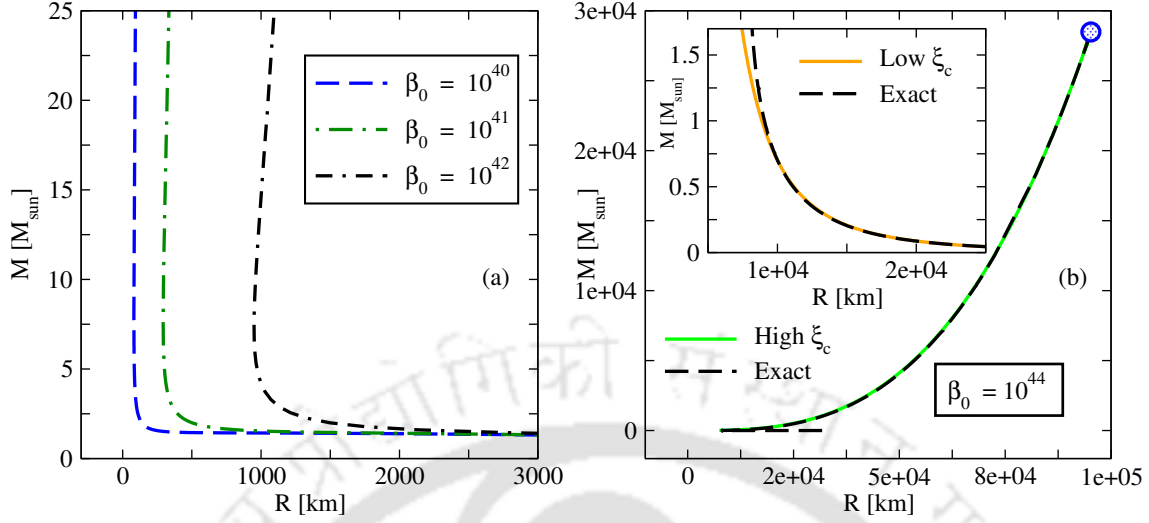 25
20
15
10
5
0
M [M_sun]
β_0 = 10^40
β_0 = 10^41
β_0 = 10^42
(a)
0
1000
2000
3000
R [km]
3e+04
2e+04
1e+04
0
M [M_sun]
1.5
1
0.5
0
M [M_sun]
Low ξ_c
Exact
1e+04
2e+04
R [km]
(b)
High ξ_c
Exact
β_0 = 10^44
0
2e+04
5e+04
7e+04
1e+05
R [km]